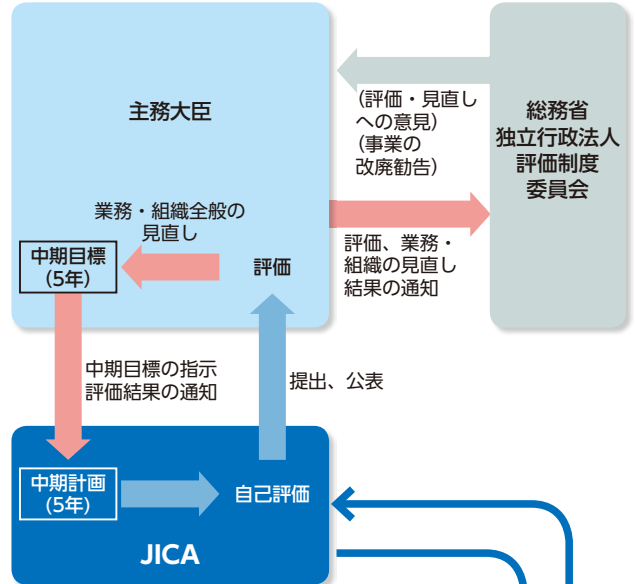 主務大臣
(評価・見直し
への意見)
(事業の
改廃勧告)
総務省
独立行政法人
評価制度
委員会
業務・組織全般の
見直し
中期目標
(5年)
評価
評価、業務・
組織の見直し
結果の通知
中期目標の指示
評価結果の通知
提出、公表
中期計画
(5年)
自己評価
JICA